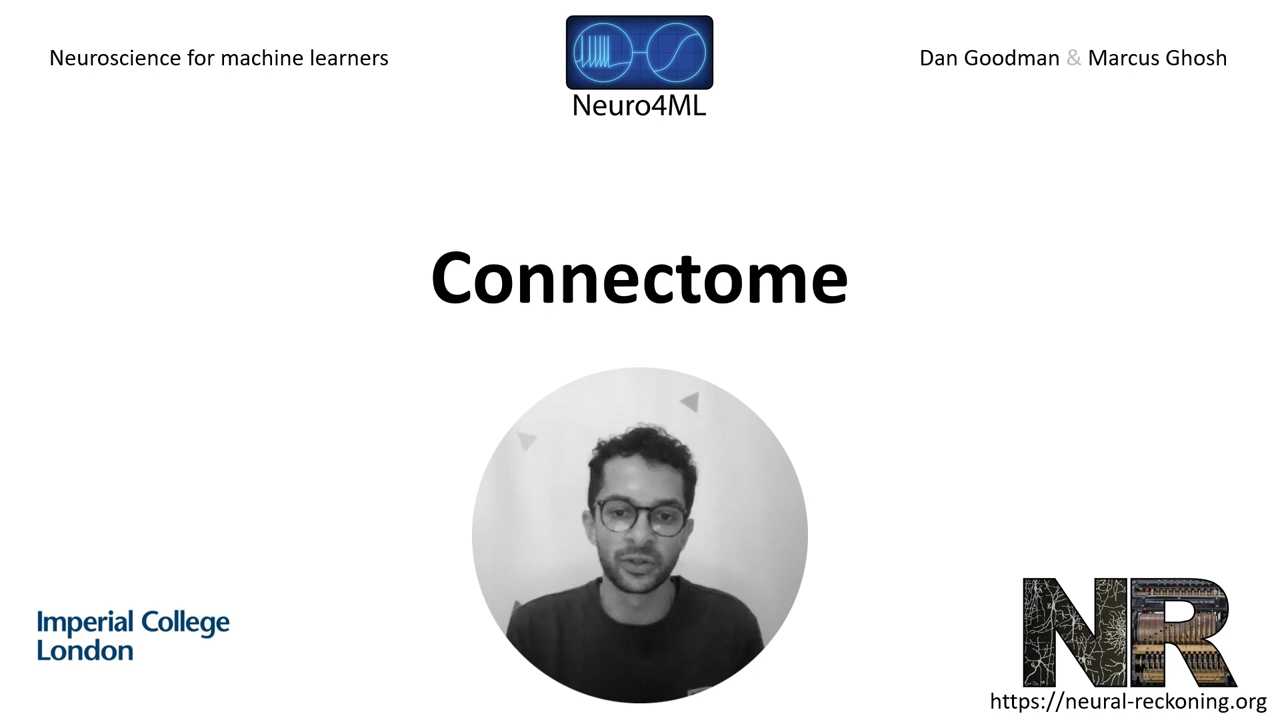 Neuroscience for machine learners
Neuro4ML
Dan Goodman & Marcus Ghosh
Connectome
Imperial College
London
NR
https://neural-reckoning.org